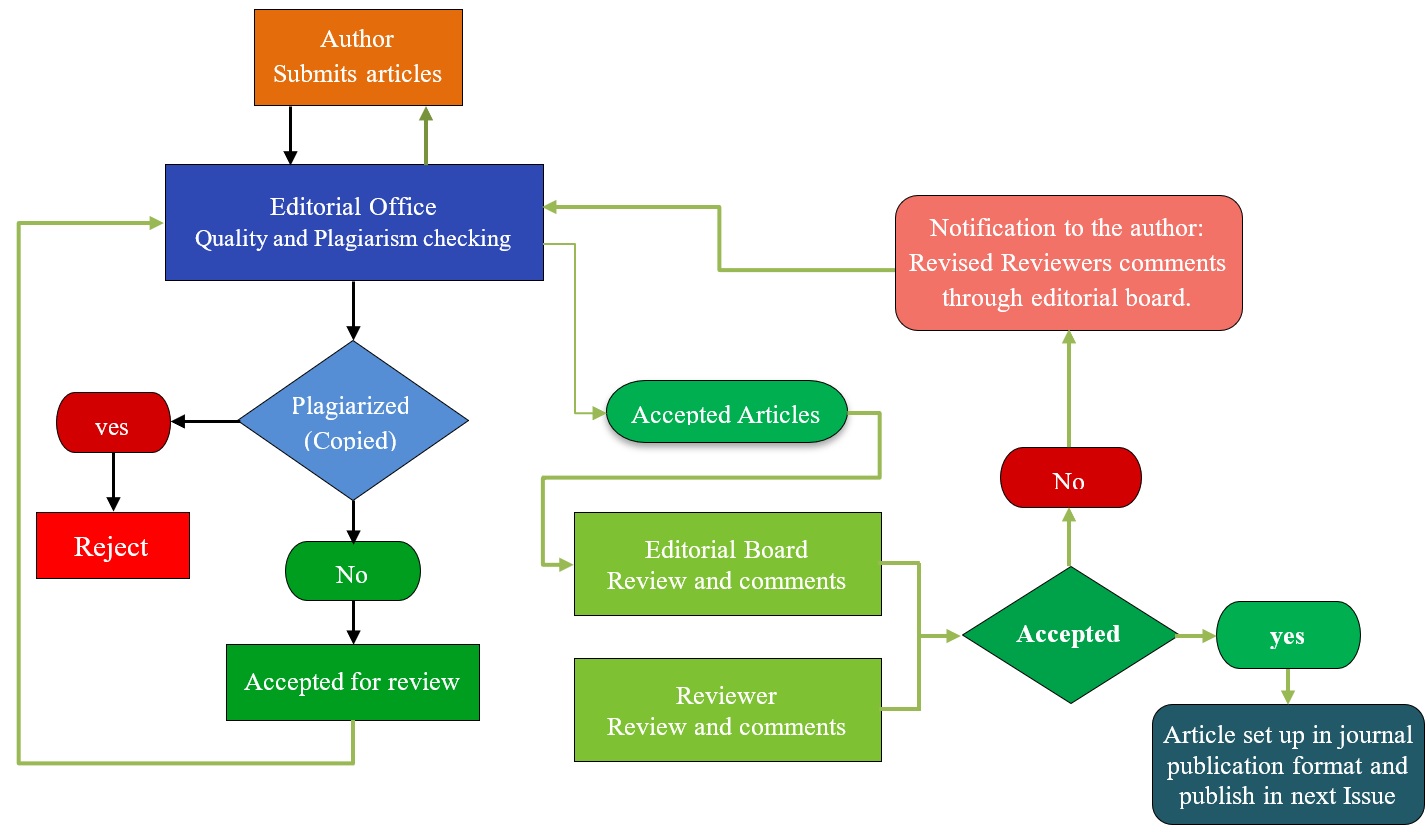 Author
Submits articles
Editorial Office
Quality and Plagiarism checking
Notification to the author:
Revised Reviewers comments
through editorial board.
Plagiarized
(Copied)
ves
Accepted Articles
No
Reject
No
Editorial Board
Review and comments
Accepted
yes
Accepted for review
Reviewer
Review and comments
Article set up in journal
publication format and
publish in next Issue